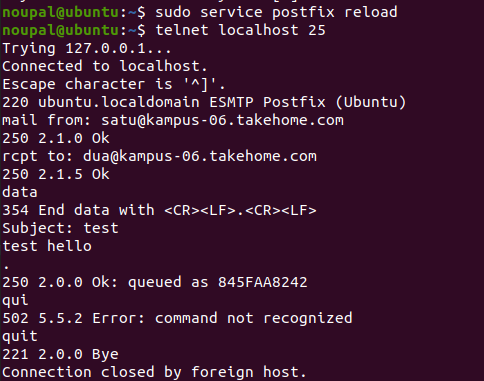 noupal@ubuntu:~$ sudo service postfix reload
noupal@ubuntu:~$ telnet localhost 25
Trying 127.0.0.1...
Connected to localhost.
Escape character is '^]'.
220 ubuntu.localdomain ESMTP Postfix (Ubuntu)
mail from: satu@kampus-06.takehome.com
250 2.1.0 Ok
rcpt to: dua@kampus-06.takehome.com
250 2.1.5 Ok
data
354 End data with <CR><LF>.<CR><LF>
Subject: test
test hello
.
250 2.0.0 Ok: queued as 845FAA8242
qui
502 5.5.2 Error: command not recognized
quit
221 2.0.0 Bye
Connection closed by foreign host.